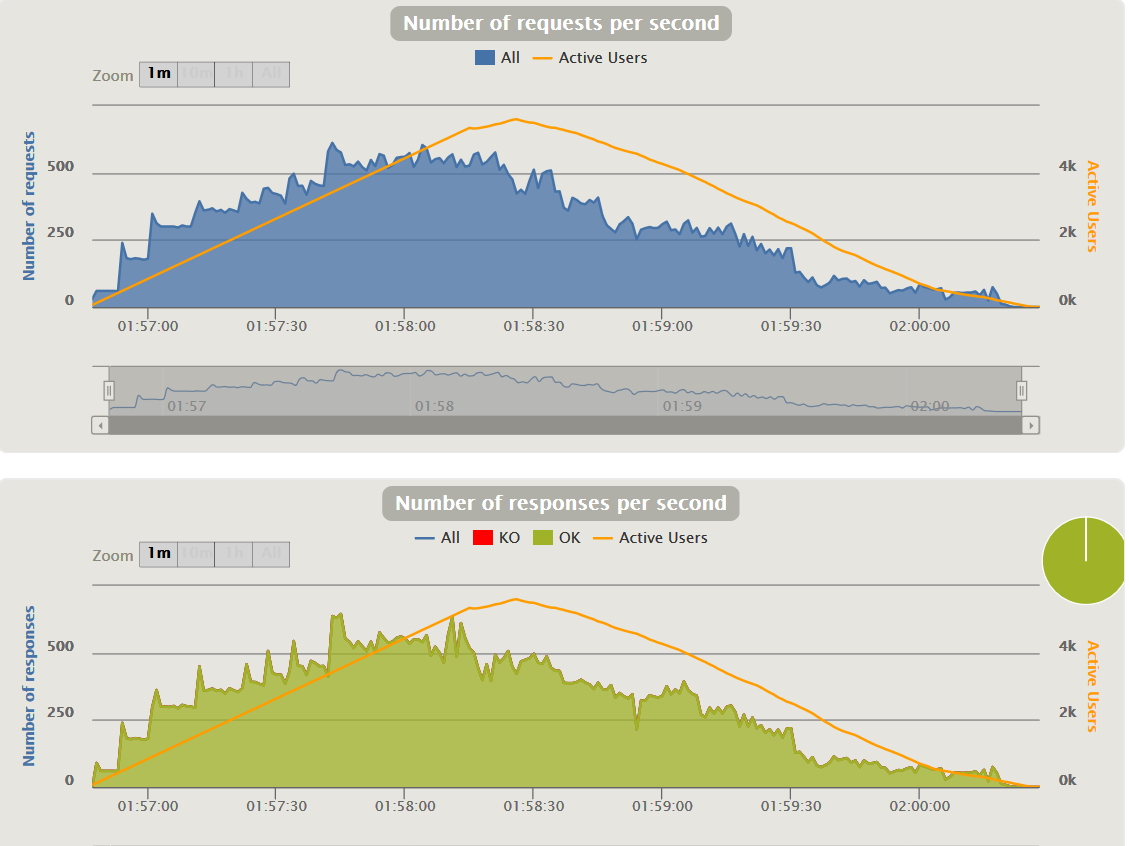 Number of requests per second
All Active Users
Zoom 1m 10m 1h All
Number of requests
500
250
0
4k
2k
0k
Active Users
01:57:00 01:57:30 01:58:00 01:58:30 01:59:00 01:59:30 02:00:00
01:57 01:58 01:59 02:00
Number of responses per second
All KO OK Active Users
Zoom 1m 10m 1h All
Number of responses
500
250
0
4k
2k
0k
Active Users
01:57:00 01:57:30 01:58:00 01:58:30 01:59:00 01:59:30 02:00:00